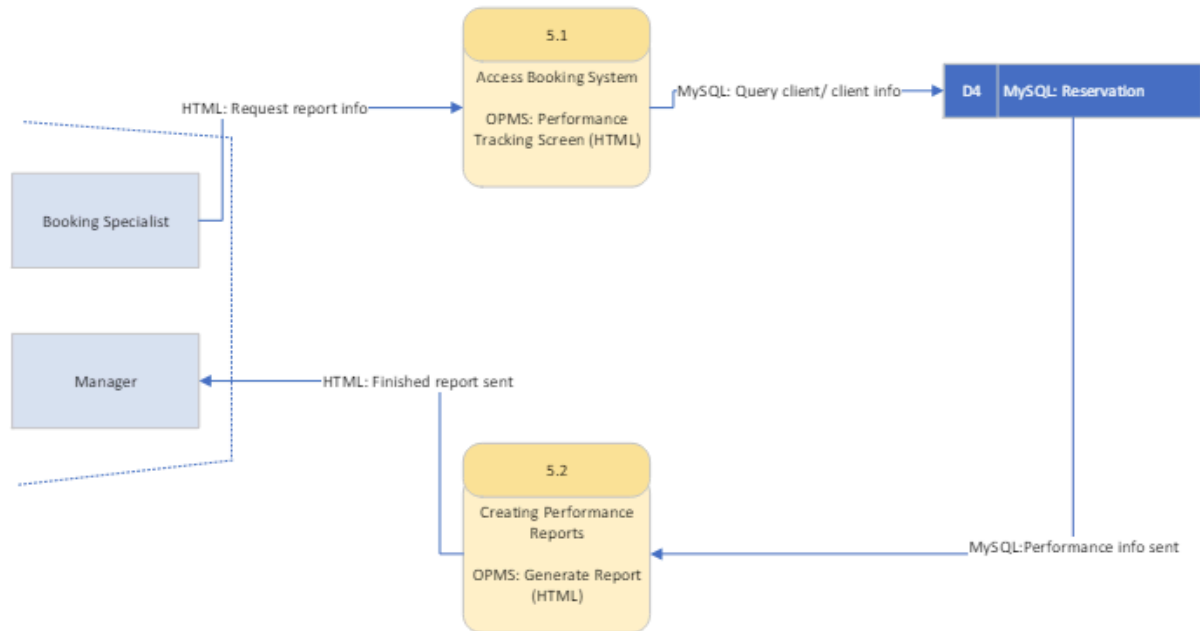 5.1
Access Booking System
OPMS: Performance
Tracking Screen (HTML)
HTML: Request report info
MySQL: Query client/ client info
D4
MySQL: Reservation
Booking Specialist
Manager
HTML: Finished report sent
5.2
Creating Performance
Reports
OPMS: Generate Report
(HTML)
MySQL:Performance info sent